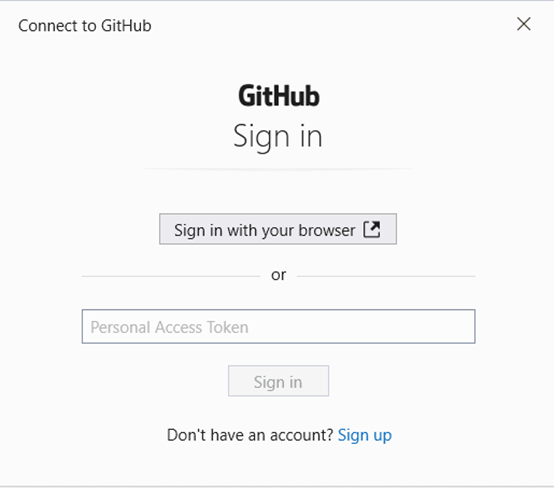 Connect to GitHub
GitHub
Sign in
Sign in with your browser
or
Personal Access Token
Sign in
Don't have an account? Sign up